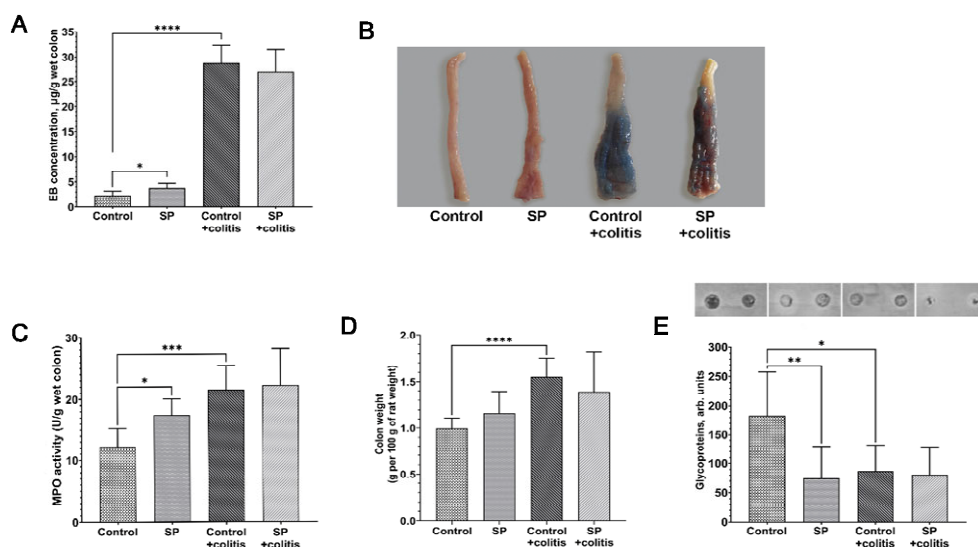 A
EB concentration, µg/g wet colon
35
30
25
20
15
10
5
0
****
*
Control
SP
Control
+colitis
SP
+colitis
B
Control
SP
Control
+colitis
SP
+colitis
C
MPO activity (U/g wet colon)
30
20
10
0
***
*
Control
SP
Control
+colitis
SP
+colitis
D
Colon weight
(g per 100 g of rat weight)
2.0
1.5
1.0
0.5
0.0
****
Control
SP
Control
+colitis
SP
+colitis
E
Glycoproteins, arb. units
300
250
200
150
100
50
0
*
**
Control
SP
Control
+colitis
SP
+colitis